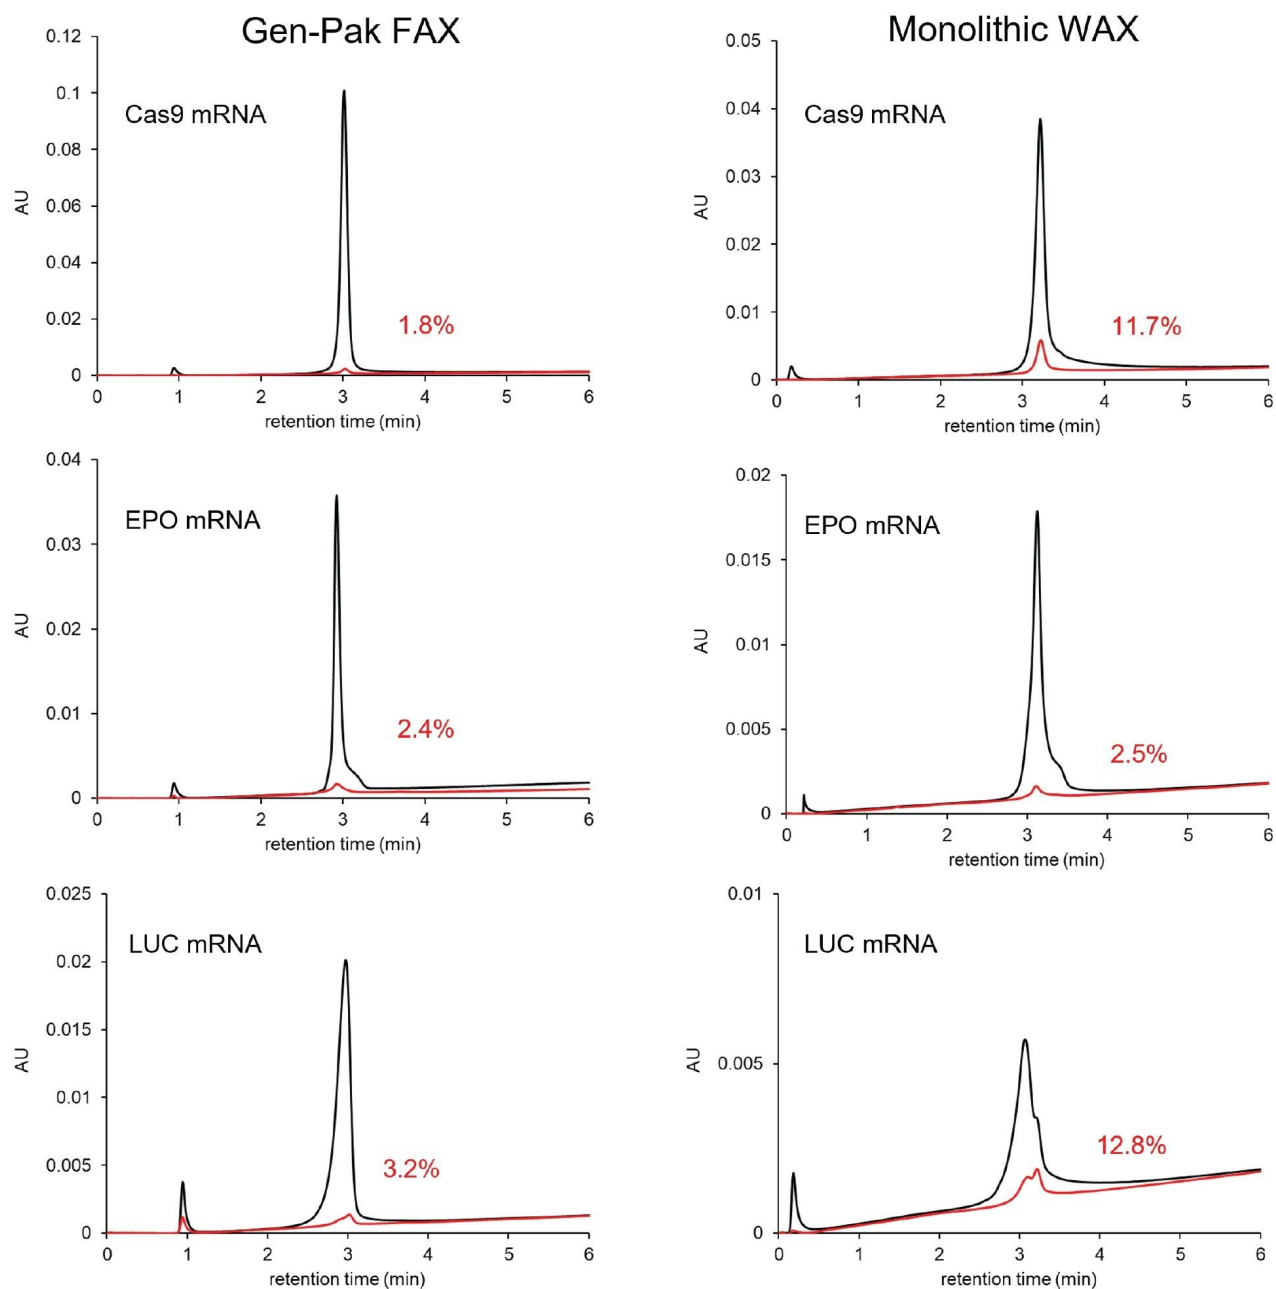 Gen-Pak FAX
Monolithic WAX
0.12
0.1
0.08
0.06
0.04
0.02
0
AU
Cas9 mRNA
1.8%
0 1 2 3 4 5 6
retention time (min)
0.05
0.04
0.03
0.02
0.01
0
AU
Cas9 mRNA
11.7%
0 1 2 3 4 5 6
retention time (min)
0.04
0.03
0.02
0.01
0
AU
EPO mRNA
2.4%
0 1 2 3 4 5 6
retention time (min)
0.02
0.015
0.01
0.005
0
AU
EPO mRNA
2.5%
0 1 2 3 4 5 6
retention time (min)
0.025
0.02
0.015
0.01
0.005
0
AU
LUC mRNA
3.2%
0 1 2 3 4 5 6
retention time (min)
0.01
0.005
0
AU
LUC mRNA
12.8%
0 1 2 3 4 5 6
retention time (min)